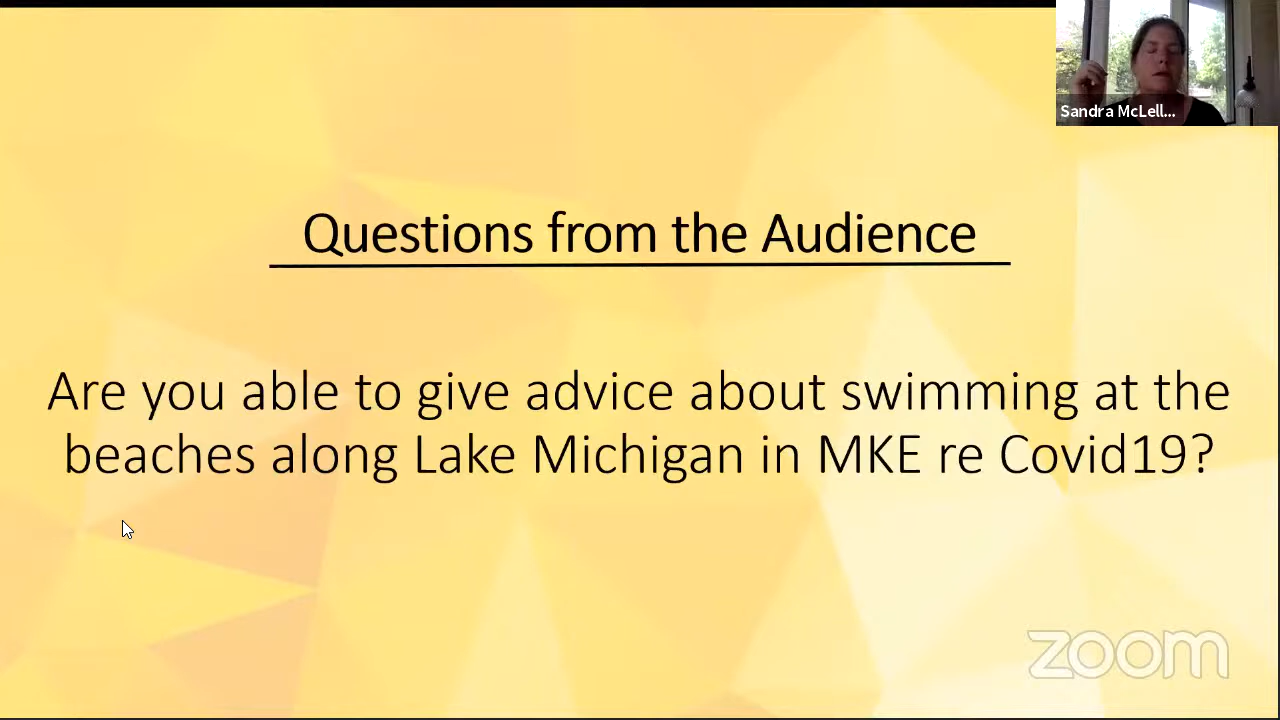 Sandra McLell...
Questions from the Audience
Are you able to give advice about swimming at the
beaches along Lake Michigan in MKE re Covid19?
zoom